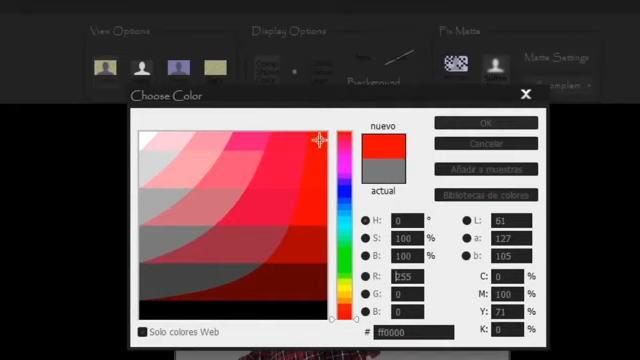 View Options
Display Options
Fix Matte
Matte Settings
Background
Choose Color
nuevo
actual
OK
Cancelar
Añadir a muestras
Bibliotecas de colores
H: 0 °
S: 100 %
B: 100 %
R: 255
G: 0
B: 0
L: 61
a: 127
b: 105
C: 0 %
M: 100 %
Y: 71 %
K: 0 %
Solo colores Web
# ff0000